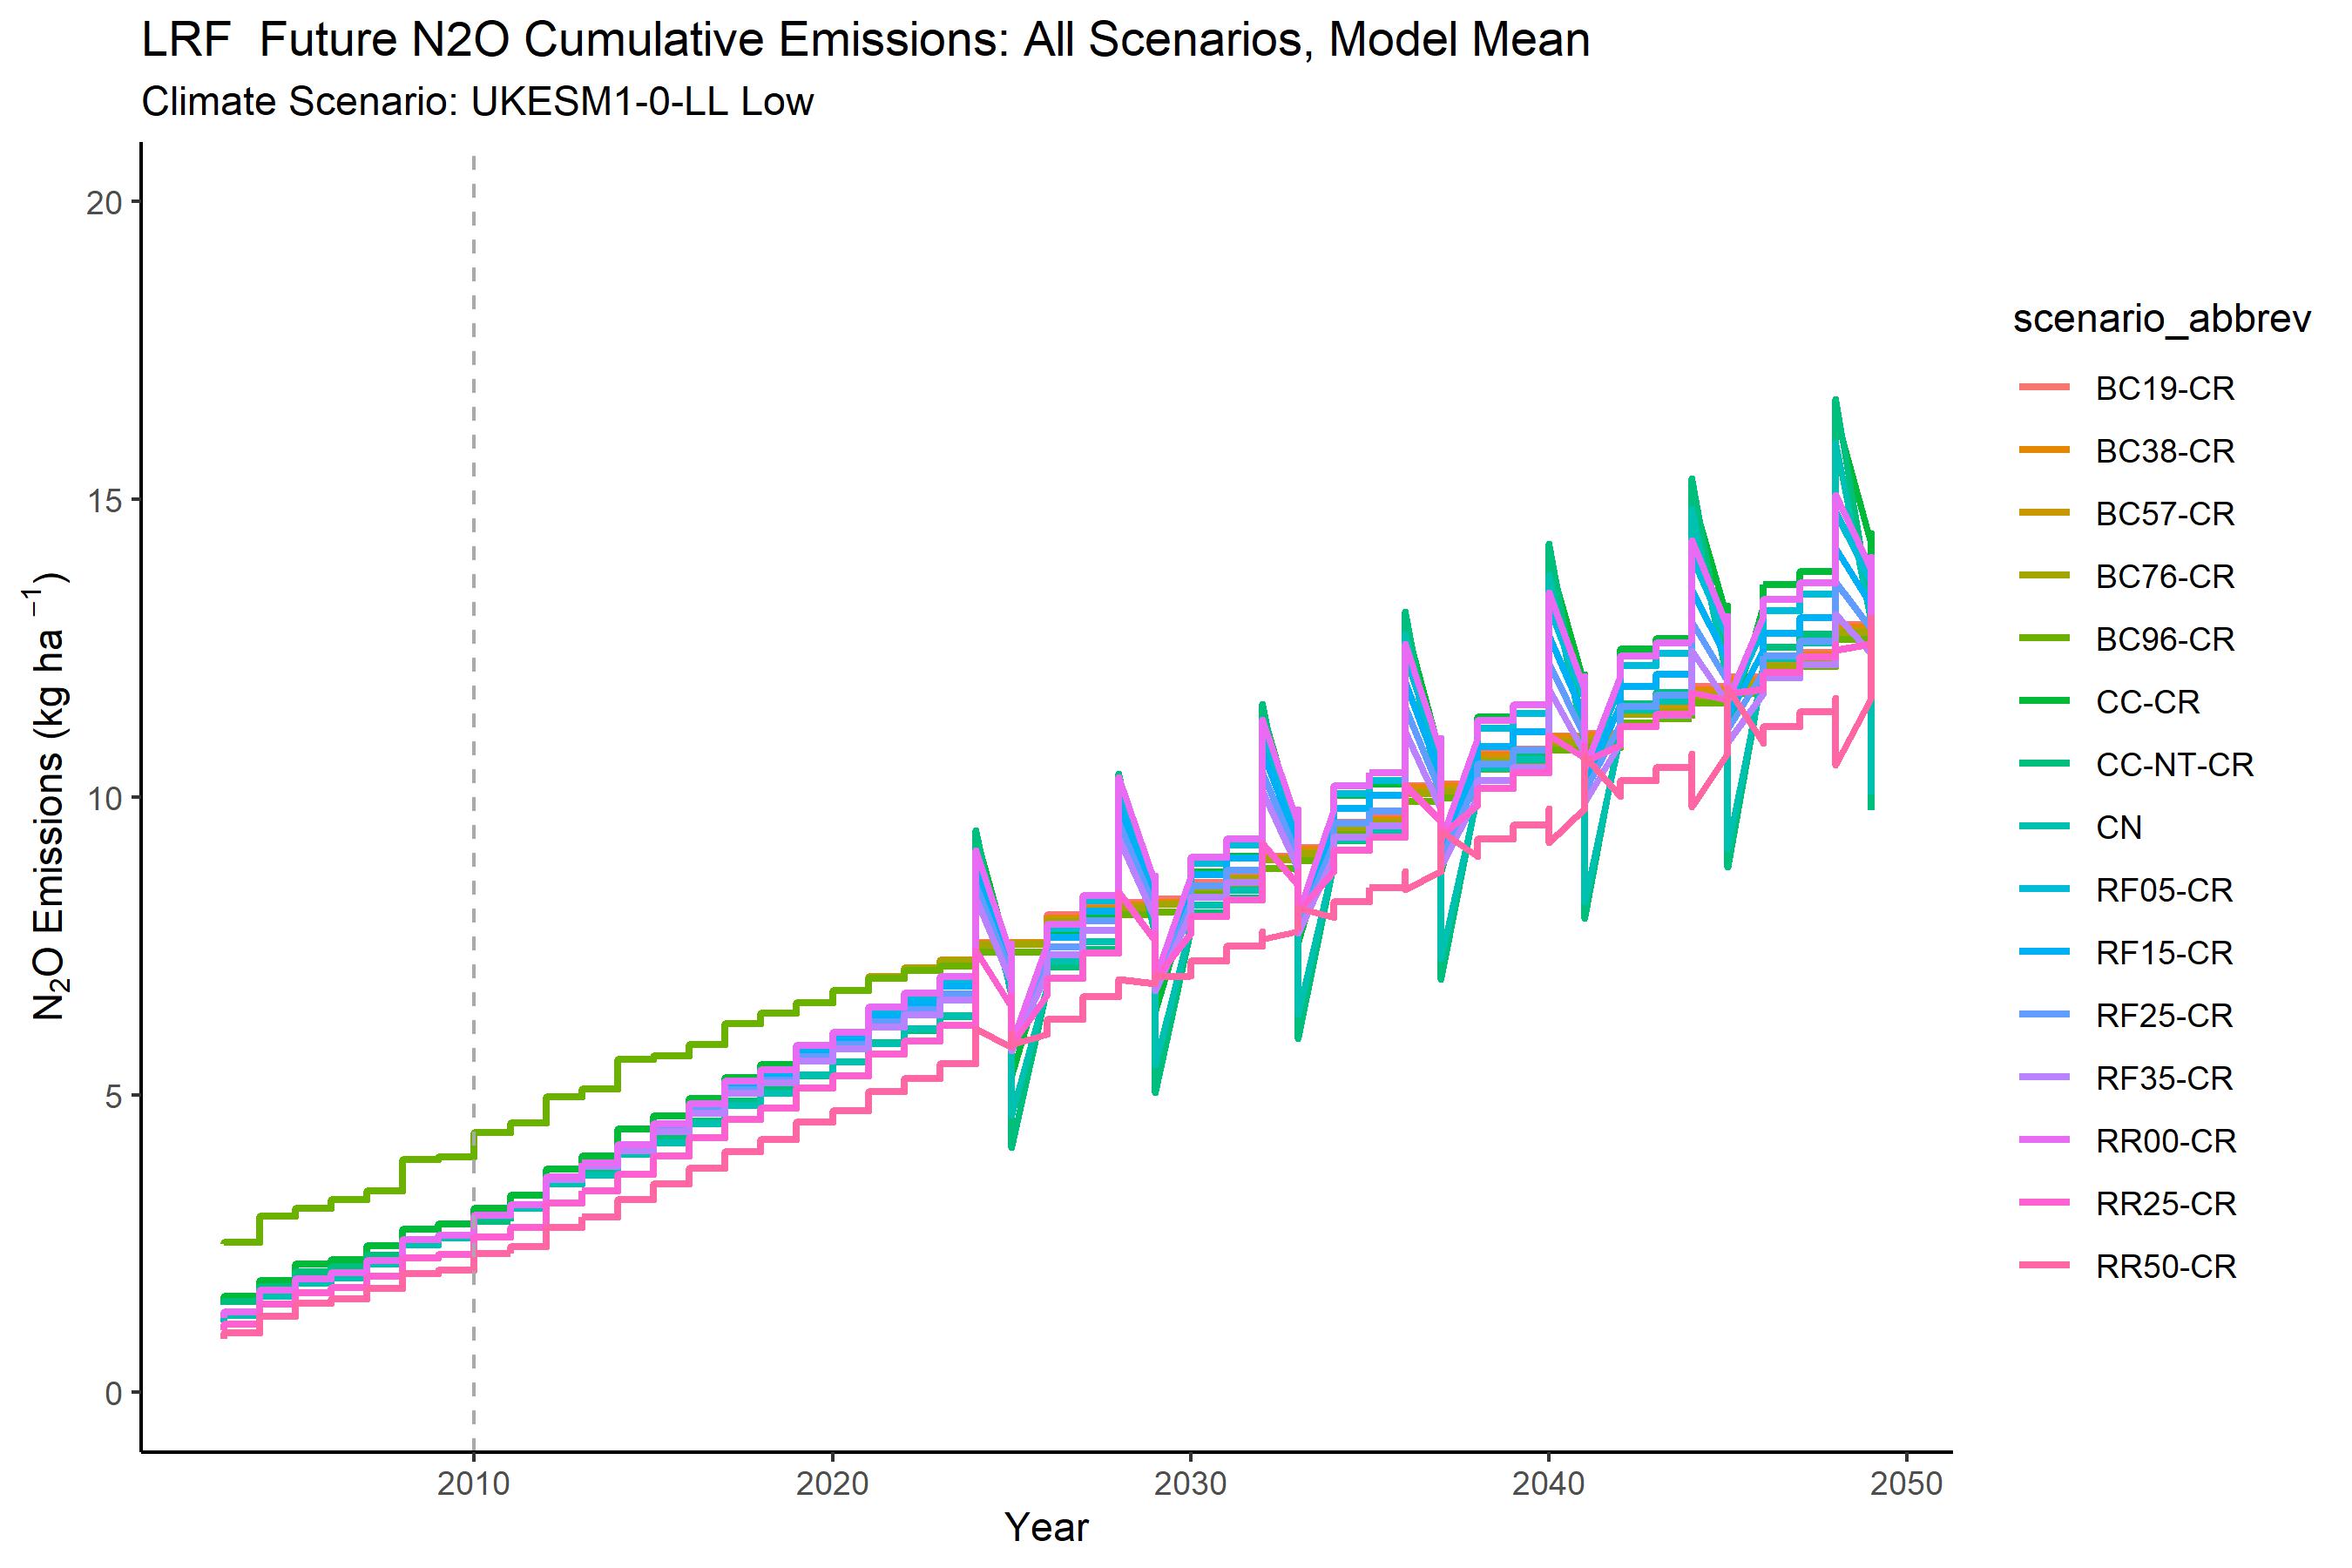 LRF  Future N2O Cumulative Emissions: All Scenarios, Model Mean
Climate Scenario: UKESM1-0-LL Low
N₂O Emissions (kg ha ⁻¹)
20
15
10
5
0
2010
2020
2030
2040
2050
Year
scenario_abbrev
BC19-CR
BC38-CR
BC57-CR
BC76-CR
BC96-CR
CC-CR
CC-NT-CR
CN
RF05-CR
RF15-CR
RF25-CR
RF35-CR
RR00-CR
RR25-CR
RR50-CR